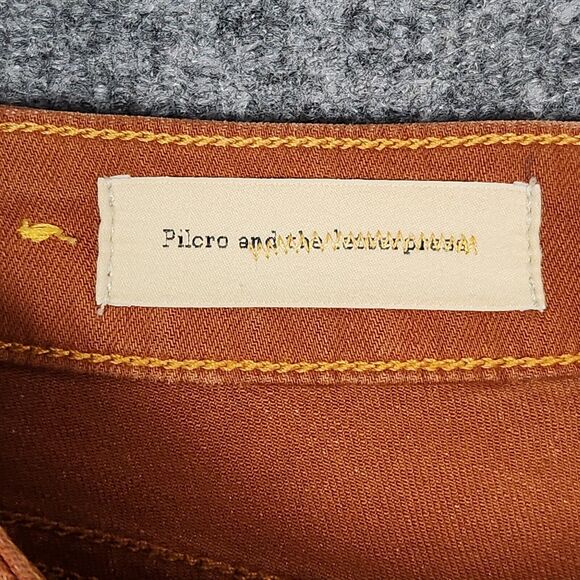 Pilcro and the letterpress